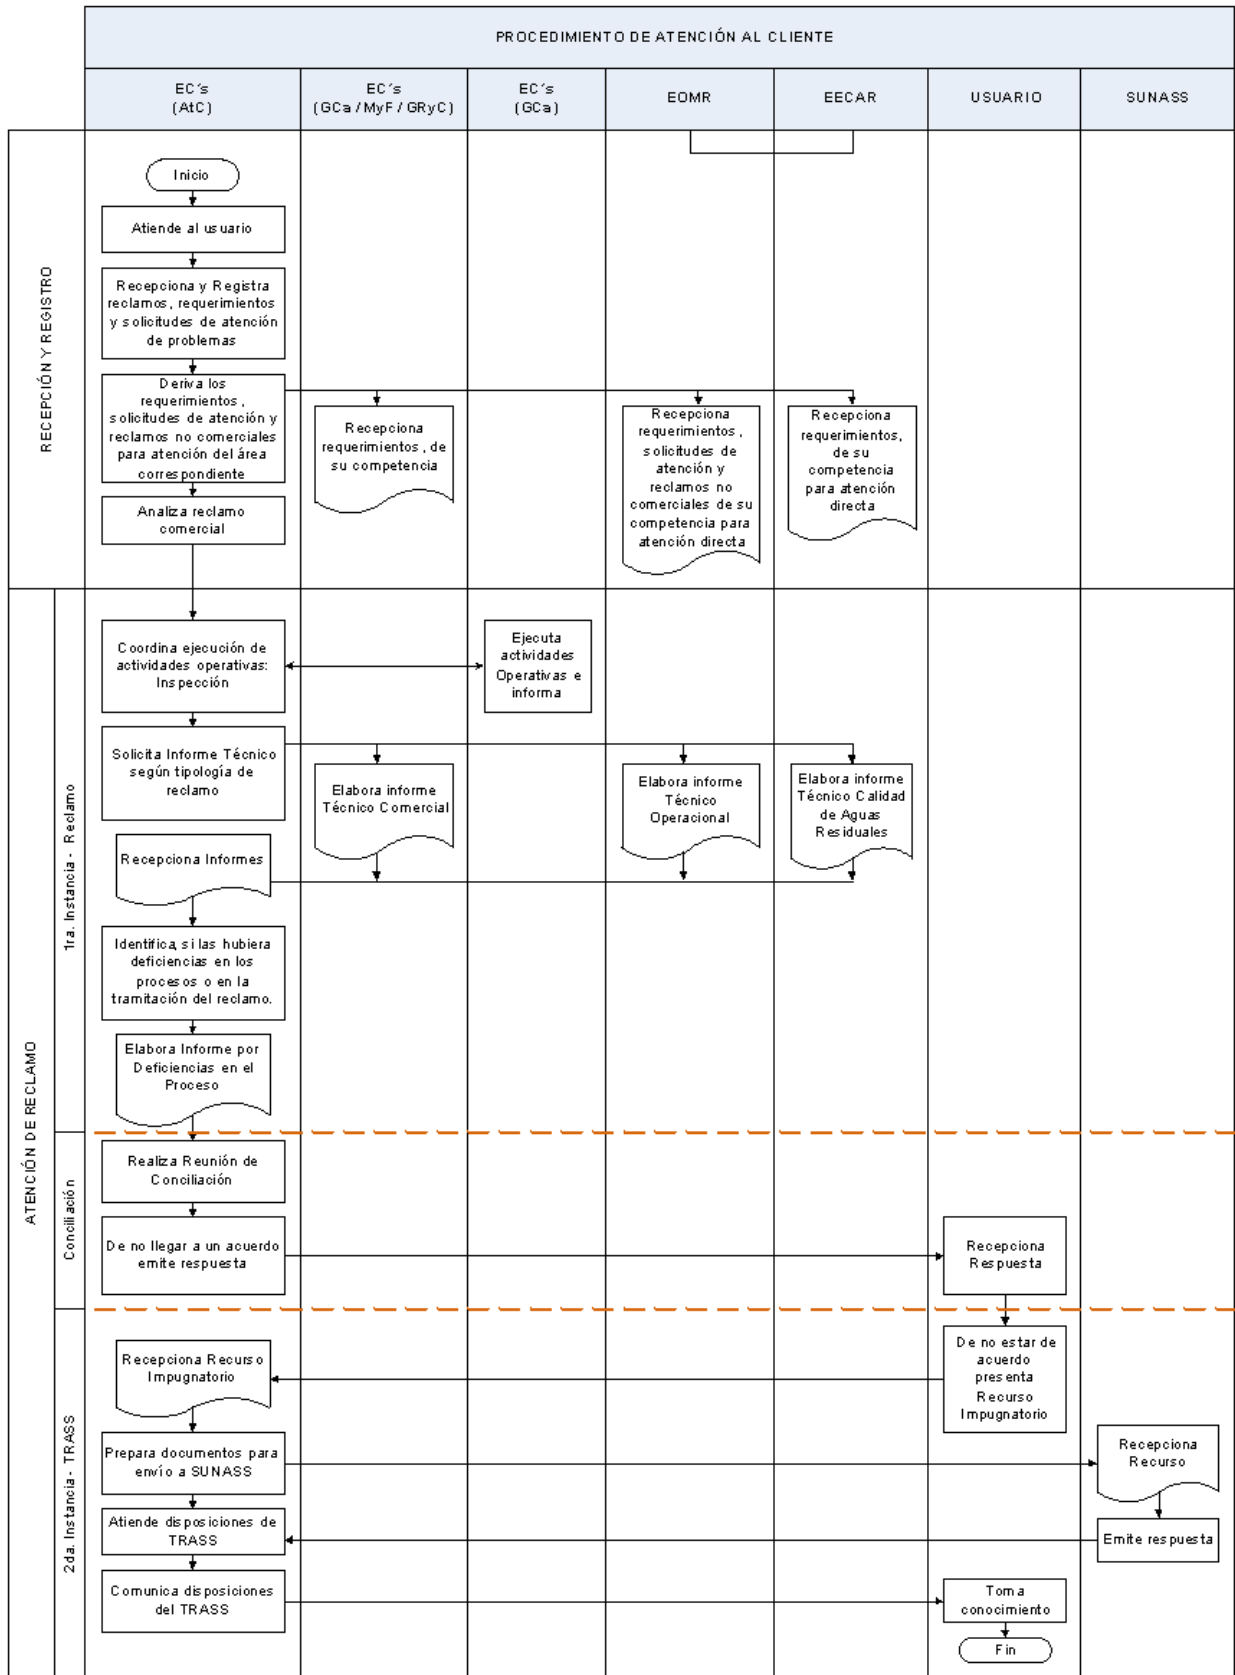 PROCEDIMIENTO DE ATENCIÓN AL CLIENTE
EC´s
(AtC)
EC´s
(GCa / MyF / GRyC)
EC´s
(GCa)
EOMR
EECAR
USUARIO
SUNASS
RECEPCIÓN Y REGISTRO
Inicio
Atiende al usuario
Recepciona y Registra
reclamos, requerimientos
y solicitudes de atención
de problemas
Deriva los
requerimientos,
solicitudes de atención y
reclamos no comerciales
para atención del área
correspondiente
Recepciona
requerimientos, de
su competencia
Recepciona
requerimientos,
solicitudes de
atención y
reclamos no
comerciales de su
competencia para
atención directa
Recepciona
requerimientos,
de su
competencia
para atención
directa
Analiza reclamo
comercial
ATENCIÓN DE RECLAMO
1ra. Instancia - Reclamo
Coordina ejecución de
actividades operativas:
Inspección
Ejecuta
actividades
Operativas e
informa
Solicita Informe Técnico
según tipología de
reclamo
Elabora informe
Técnico Comercial
Elabora informe
Técnico
Operacional
Elabora informe
Técnico Calidad
de Aguas
Residuales
Recepciona Informes
Identifica, si las hubiera
deficiencias en los
procesos o en la
tramitación del reclamo.
Elabora Informe por
Deficiencias en el
Proceso
Conciliación
Realiza Reunión de
Conciliación
De no llegar a un acuerdo
emite respuesta
Recepciona
Respuesta
2da. Instancia - TRASS
Recepciona Recurso
Impugnatorio
De no estar de
acuerdo
presenta
Recurso
Impugnatorio
Prepara documentos para
envío a SUNASS
Recepciona
Recurso
Atiende disposiciones de
TRASS
Emite respuesta
Comunica disposiciones
del TRASS
Toma
conocimiento
Fin